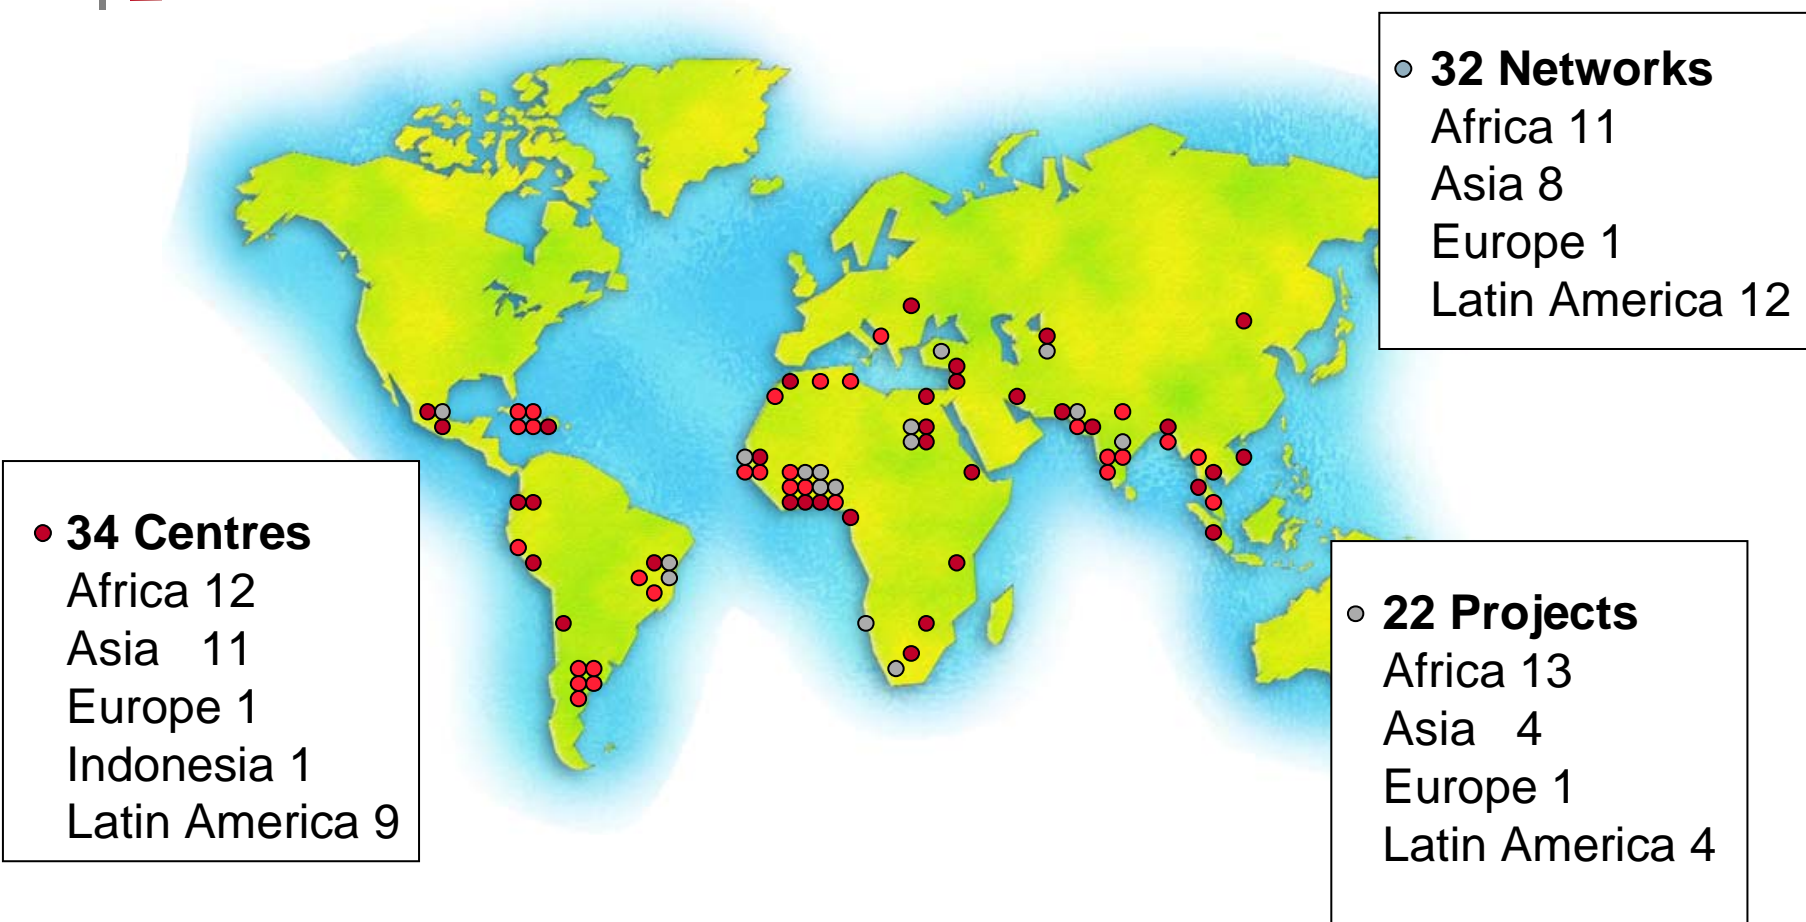 32 Networks
Africa 11
Asia 8
Europe 1
Latin America 12
34 Centres
Africa 12
Asia 11
Europe 1
Indonesia 1
Latin America 9
22 Projects
Africa 13
Asia 4
Europe 1
Latin America 4